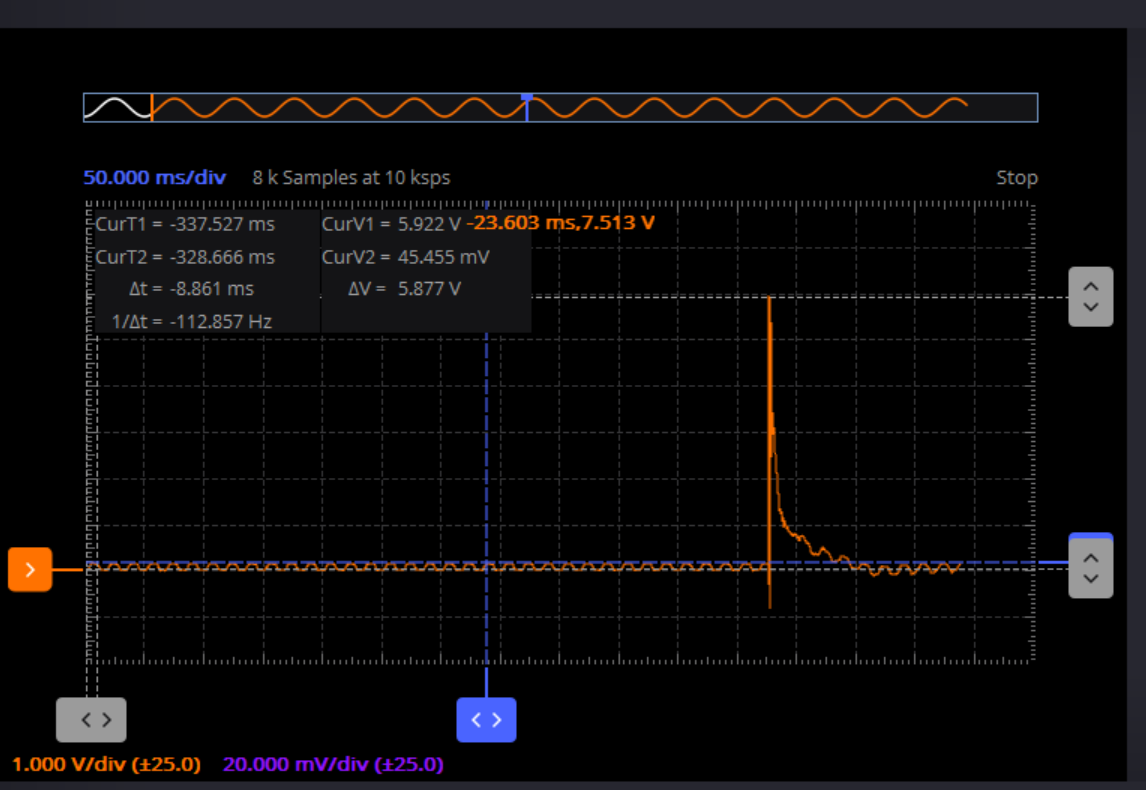 50.000 ms/div 8 k Samples at 10 ksps Stop
CurT1 = -337.527 ms CurV1 = 5.922 V -23.603 ms,7.513 V
CurT2 = -328.666 ms CurV2 = 45.455 mV
Δt = -8.861 ms ΔV = 5.877 V
1/Δt = -112.857 Hz
1.000 V/div (±25.0) 20.000 mV/div (±25.0)